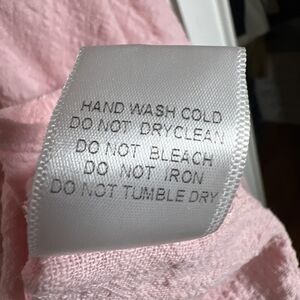 HAND WASH COLD
DO NOT DRYCLEAN
DO NOT BLEACH
DO NOT IRON
DO NOT TUMBLE DRY